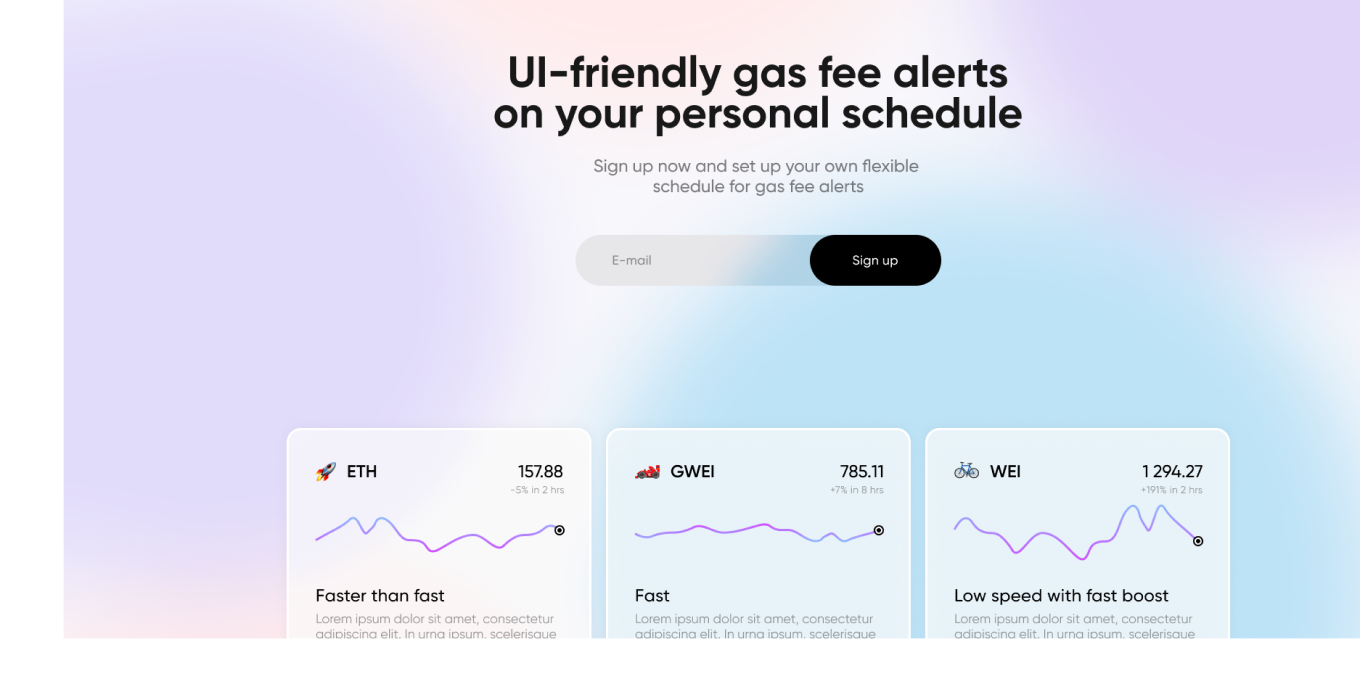 UI-friendly gas fee alerts
on your personal schedule
Sign up now and set up your own flexible
schedule for gas fee alerts
E-mail
Sign up
ETH
157.88
-5% in 2 hrs
Faster than fast
Lorem ipsum dolor sit amet, consectetur
adipiscing elit. In urna ipsum, scelerisque
GWEI
785.11
+7% in 8 hrs
Fast
Lorem ipsum dolor sit amet, consectetur
adipiscing elit. In urna ipsum, scelerisque
WEI
1 294.27
+191% in 2 hrs
Low speed with fast boost
Lorem ipsum dolor sit amet, consectetur
adipiscing elit. In urna ipsum, scelerisque